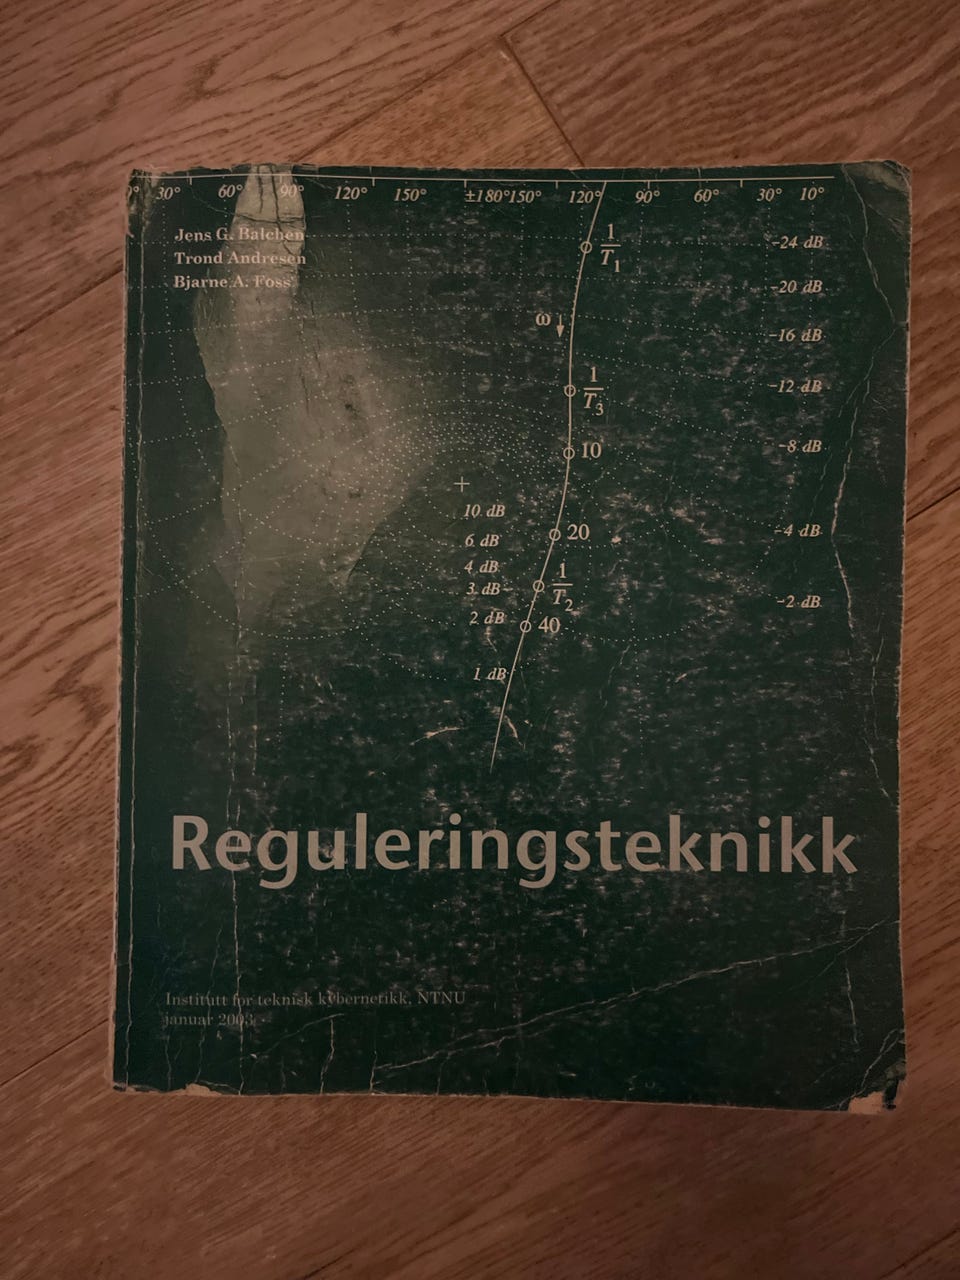 0° 30° 60° 90° 120° 150° ±180° 150° 120° 90° 60° 30° 10°
Jens G. Balchen
Trond Andresen
Bjarne A. Foss
1
T1
-24 dB
-20 dB
ω
-16 dB
1
T3
-12 dB
10
-8 dB
+
10 dB
20
-4 dB
6 dB
4 dB
3 dB
1
T2
-2 dB
2 dB
40
1 dB
Reguleringsteknikk
Institutt for teknisk kybernetikk, NTNU
januar 2003